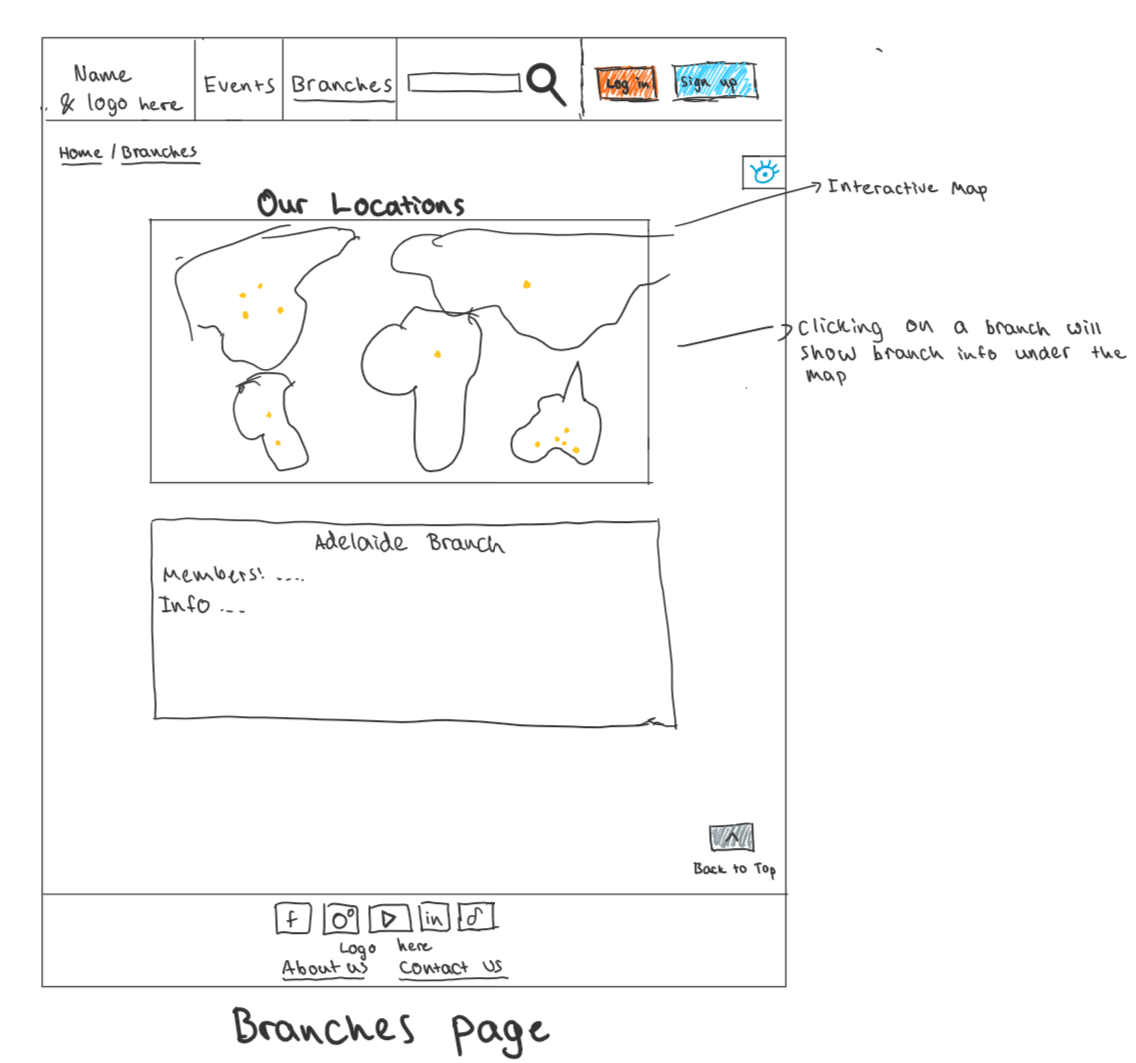 Name
& logo here
Events
Branches
Log in
Sign up
Home / Branches
Our Locations
Interactive Map
Clicking on a branch will
show branch info under the
map
Adelaide Branch
Members: ....
Info ...
Back to Top
f
in
Logo here
About us
Contact us
Branches page